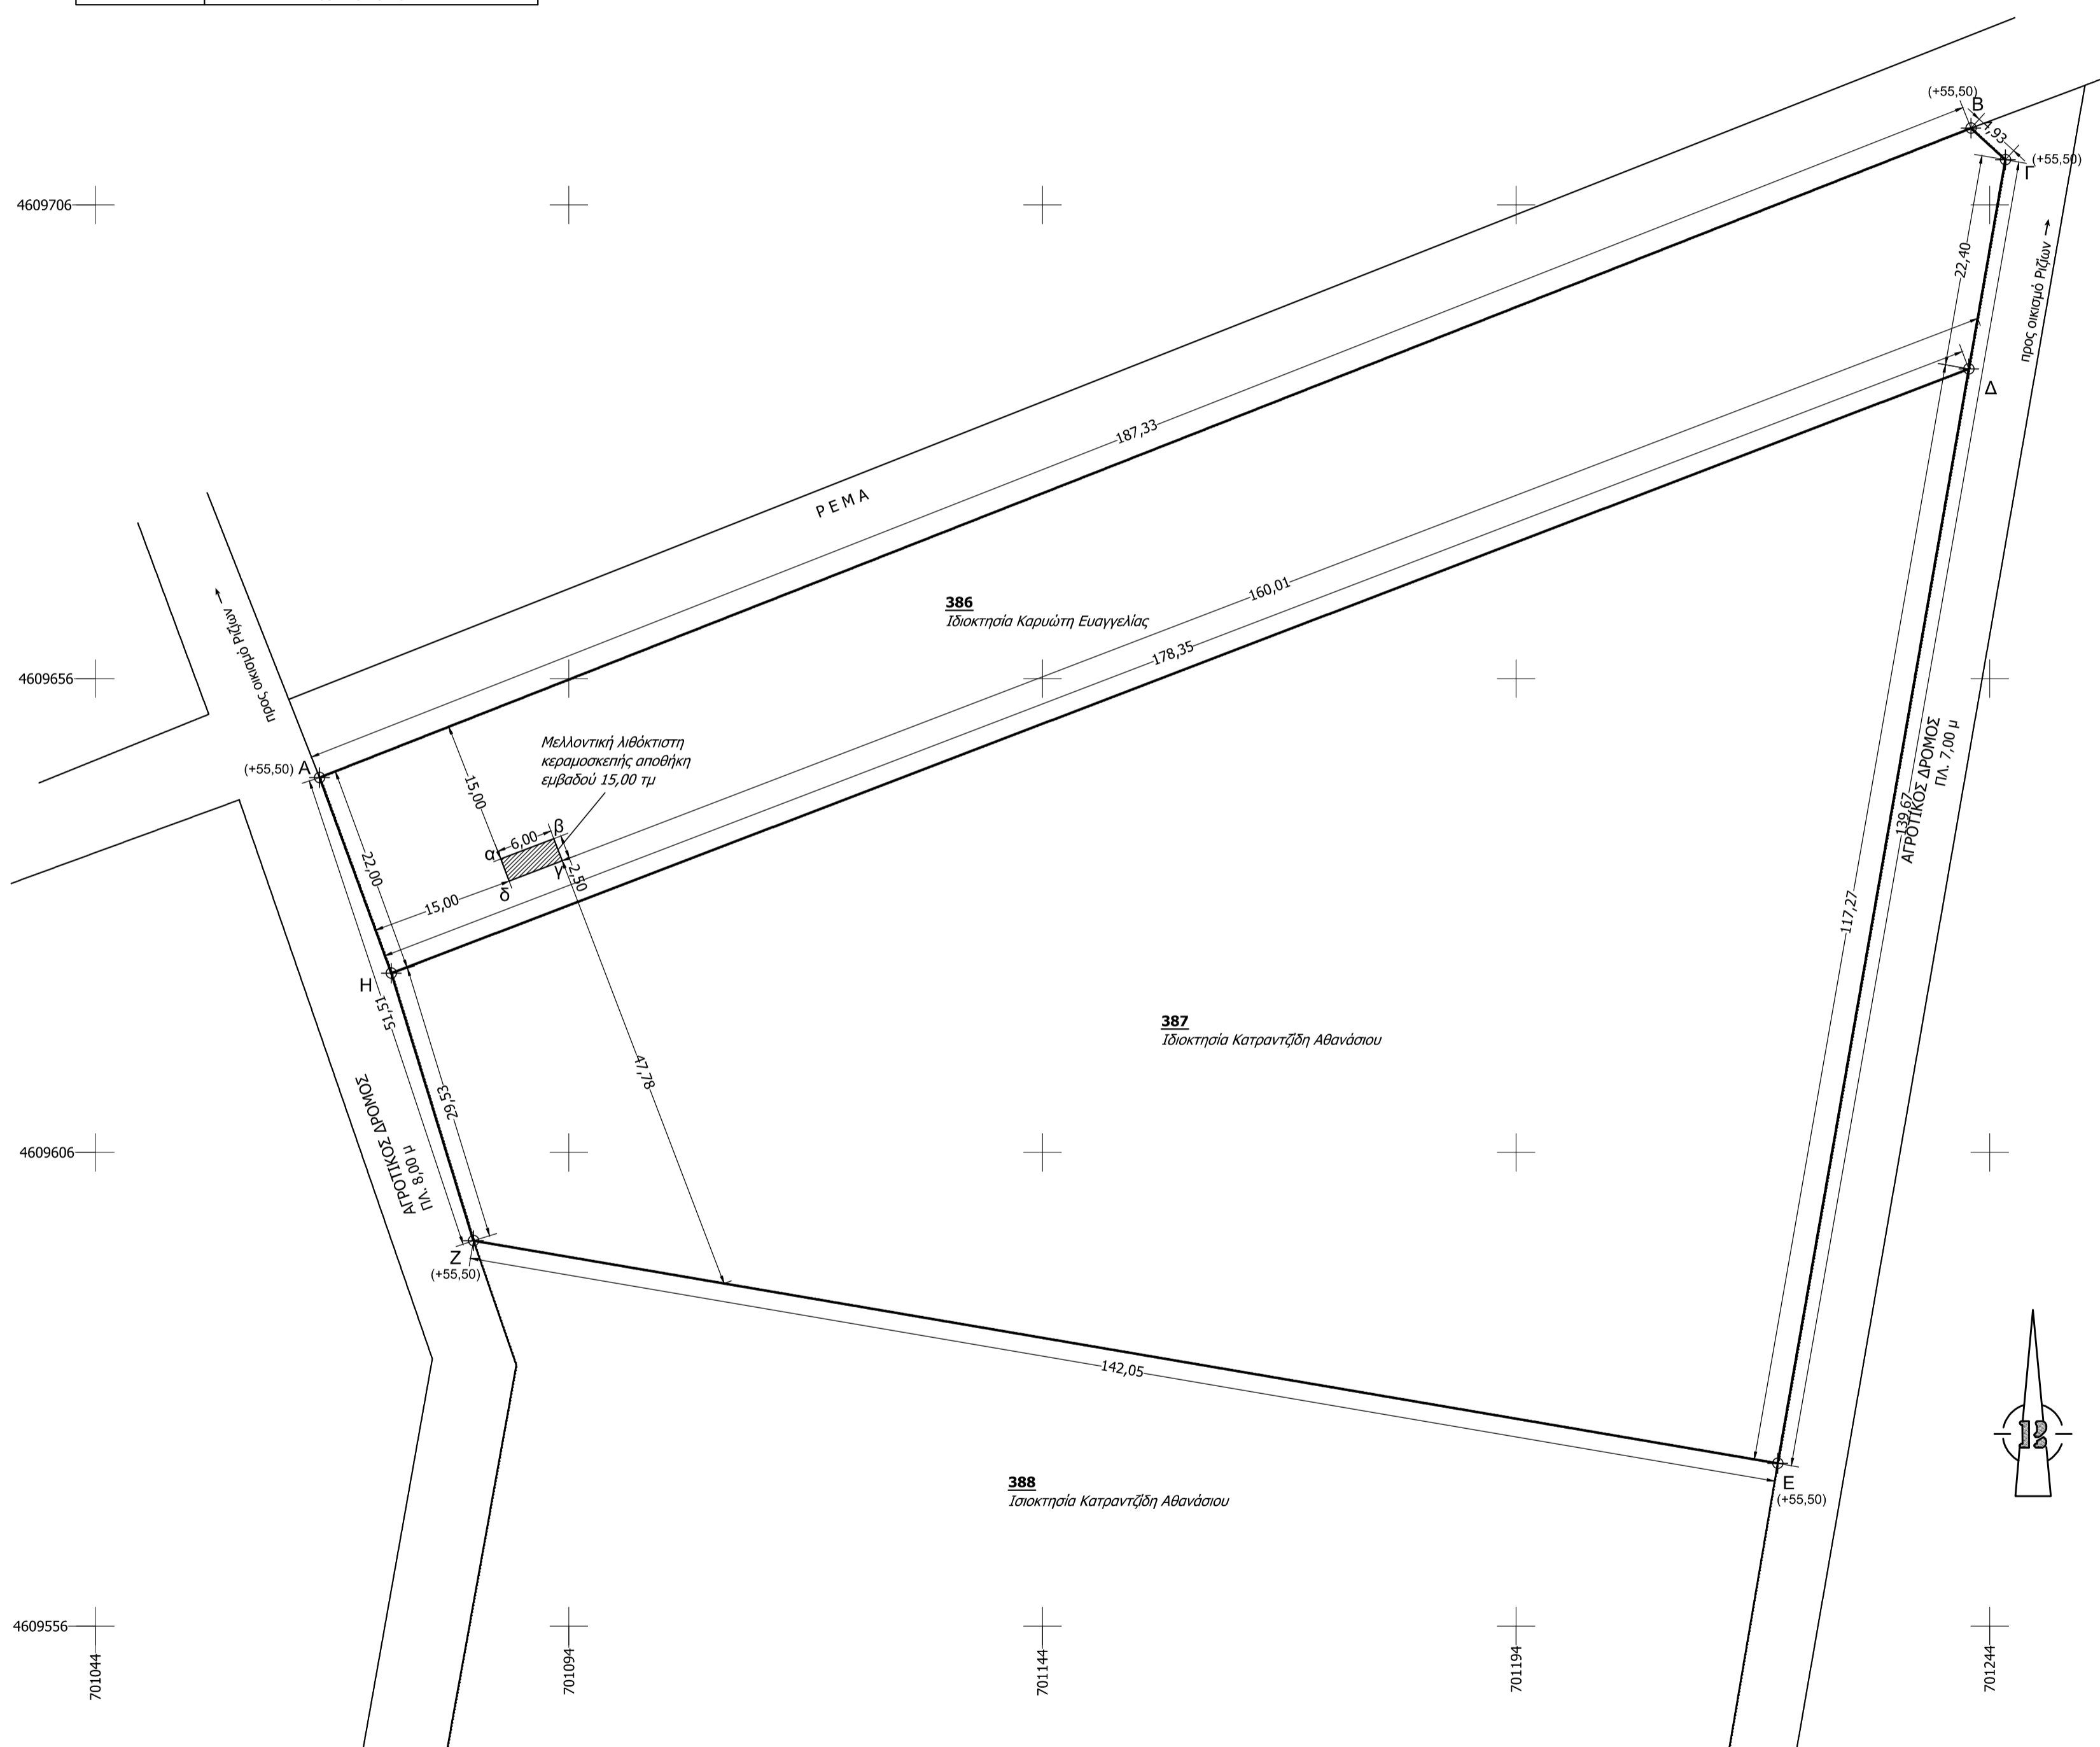 (+55,50)
Β
4,93
(+55,50)
Γ
4609706
22,40
προς οικισμό Ριζίων
Δ
187,33
ΡΕΜΑ
160,01
386
Ιδιοκτησία Καρυώτη Ευαγγελίας
178,35
προς οικισμό Ριζίων
4609656
Μελλοντική λιθόκτιστη
κεραμοσκεπής αποθήκη
εμβαδού 15,00 τμ
(+55,50)
Α
15,00
6,00
β
α
γ
2,50
δ
22,00
15,00
139,67
ΑΓΡΟΤΙΚΟΣ ΔΡΟΜΟΣ
ΠΛ. 7,00 μ
117,27
Η
51,51
387
Ιδιοκτησία Κατραντζίδη Αθανάσιου
47,78
29,53
ΑΓΡΟΤΙΚΟΣ ΔΡΟΜΟΣ
ΠΛ. 8,00 μ
4609606
Ζ
(+55,50)
142,05
388
Ισιοκτησία Κατραντζίδη Αθανάσιου
Ε
(+55,50)
4609556
701044
701094
701144
701194
701244